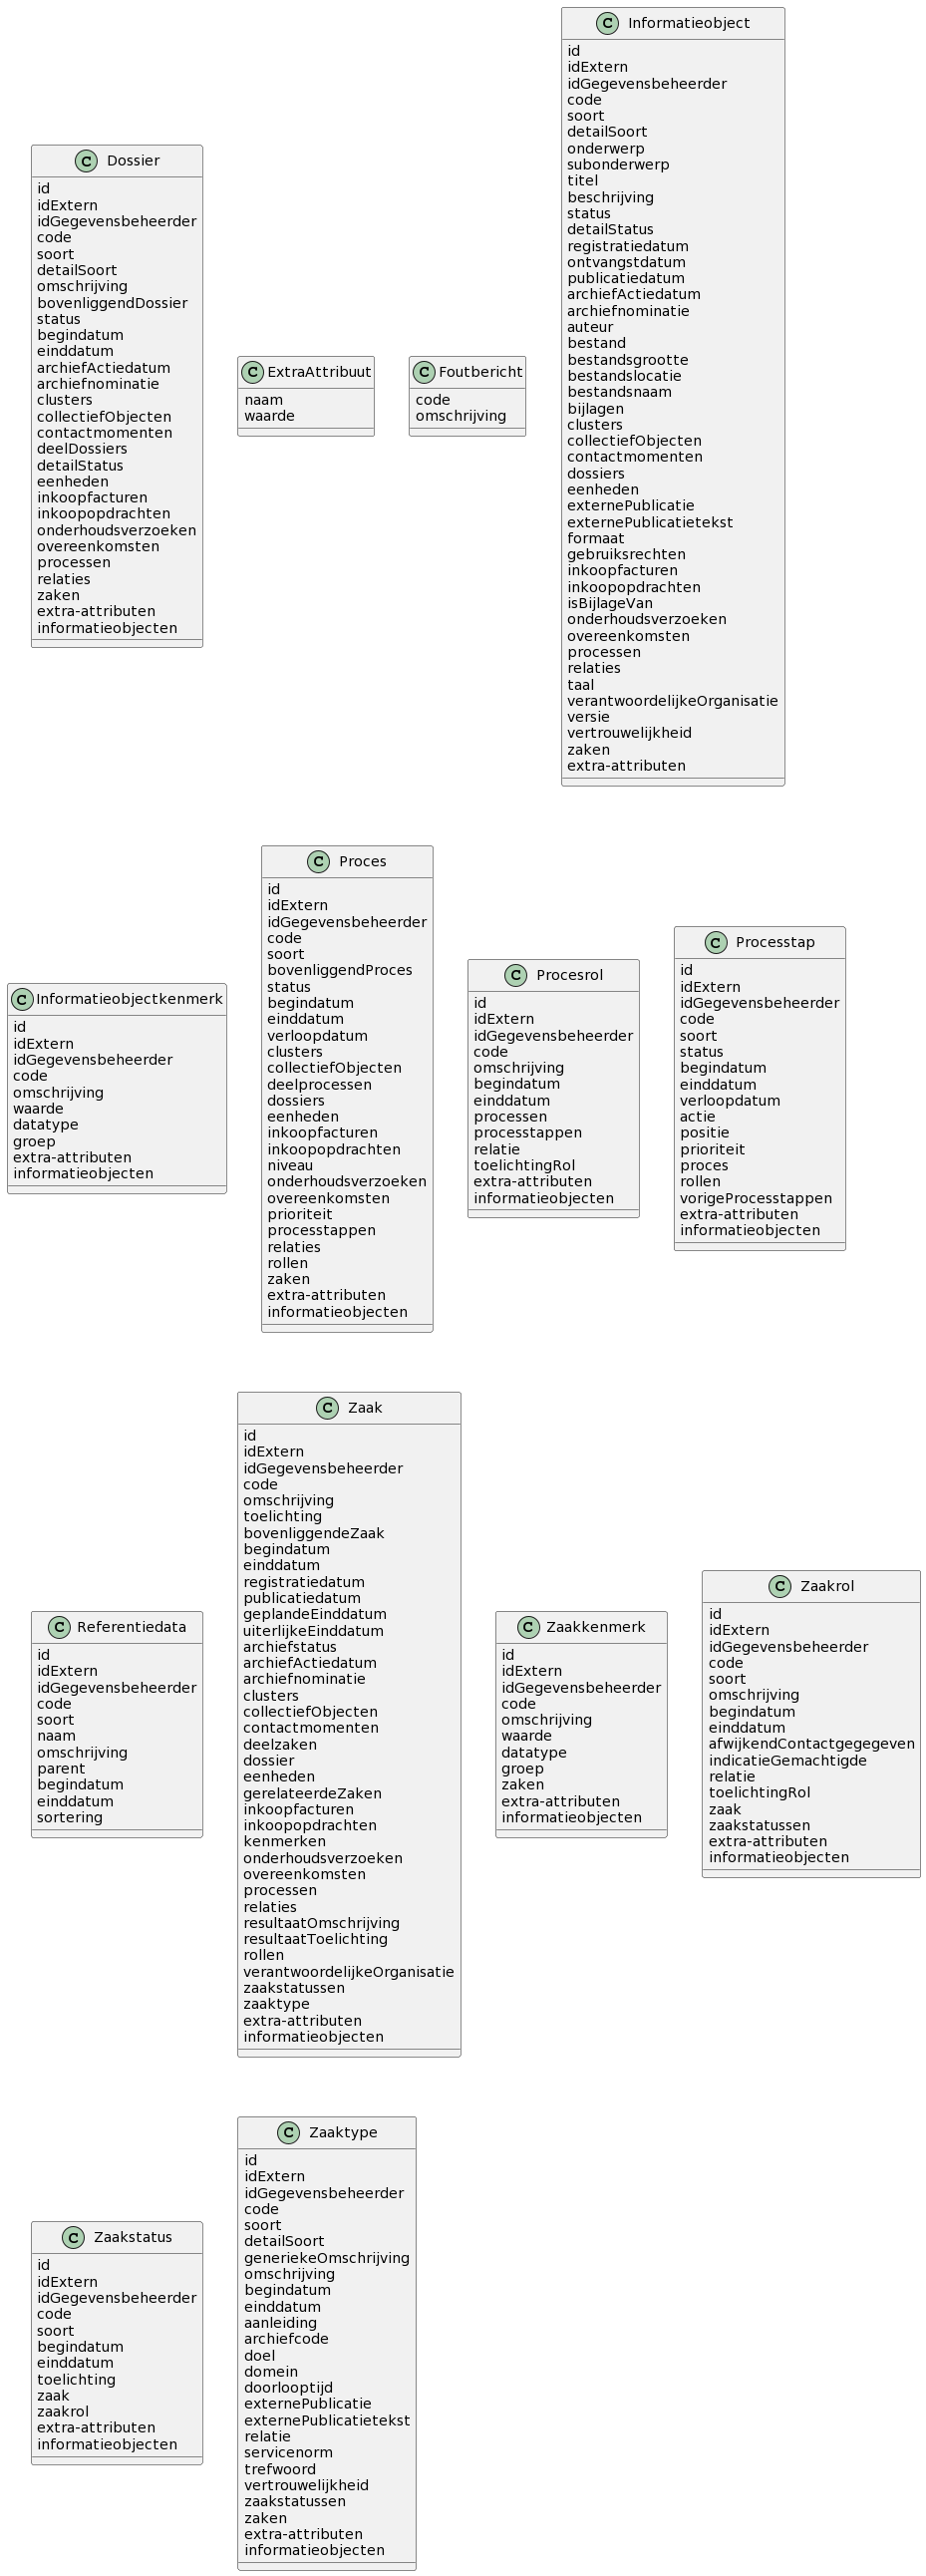 C Dossier
id
idExtern
idGegevensbeheerder
code
soort
detailSoort
omschrijving
bovenliggendDossier
status
begindatum
einddatum
archiefActiedatum
archiefnominatie
clusters
collectiefObjecten
contactmomenten
deelDossiers
detailStatus
eenheden
inkoopfacturen
inkoopopdrachten
onderhoudsverzoeken
overeenkomsten
processen
relaties
zaken
extra-attributen
informatieobjecten
C ExtraAttribuut
naam
waarde
C Foutbericht
code
omschrijving
C Informatieobject
id
idExtern
idGegevensbeheerder
code
soort
detailSoort
onderwerp
subonderwerp
titel
beschrijving
status
detailStatus
registratiedatum
ontvangstdatum
publicatiedatum
archiefActiedatum
archiefnominatie
auteur
bestand
bestandsgrootte
bestandslocatie
bestandsnaam
bijlagen
clusters
collectiefObjecten
contactmomenten
dossiers
eenheden
externePublicatie
externePublicatietekst
formaat
gebruiksrechten
inkoopfacturen
inkoopopdrachten
isBijlageVan
onderhoudsverzoeken
overeenkomsten
processen
relaties
taal
verantwoordelijkeOrganisatie
versie
vertrouwelijkheid
zaken
extra-attributen
C Informatieobjectkenmerk
id
idExtern
idGegevensbeheerder
code
omschrijving
waarde
datatype
groep
extra-attributen
informatieobjecten
C Proces
id
idExtern
idGegevensbeheerder
code
soort
bovenliggendProces
status
begindatum
einddatum
verloopdatum
clusters
collectiefObjecten
deelprocessen
dossiers
eenheden
inkoopfacturen
inkoopopdrachten
niveau
onderhoudsverzoeken
overeenkomsten
prioriteit
processtappen
relaties
rollen
zaken
extra-attributen
informatieobjecten
C Procesrol
id
idExtern
idGegevensbeheerder
code
omschrijving
begindatum
einddatum
processen
processtappen
relatie
toelichtingRol
extra-attributen
informatieobjecten
C Processtap
id
idExtern
idGegevensbeheerder
code
soort
status
begindatum
einddatum
verloopdatum
actie
positie
prioriteit
proces
rollen
vorigeProcesstappen
extra-attributen
informatieobjecten
C Referentiedata
id
idExtern
idGegevensbeheerder
code
soort
naam
omschrijving
parent
begindatum
einddatum
sortering
C Zaak
id
idExtern
idGegevensbeheerder
code
omschrijving
toelichting
bovenliggendeZaak
begindatum
einddatum
registratiedatum
publicatiedatum
geplandeEinddatum
uiterlijkeEinddatum
archiefstatus
archiefActiedatum
archiefnominatie
clusters
collectiefObjecten
contactmomenten
deelzaken
dossier
eenheden
gerelateerdeZaken
inkoopfacturen
inkoopopdrachten
kenmerken
onderhoudsverzoeken
overeenkomsten
processen
relaties
resultaatOmschrijving
resultaatToelichting
rollen
verantwoordelijkeOrganisatie
zaakstatussen
zaaktype
extra-attributen
informatieobjecten
C Zaakkenmerk
id
idExtern
idGegevensbeheerder
code
omschrijving
waarde
datatype
groep
zaken
extra-attributen
informatieobjecten
C Zaakrol
id
idExtern
idGegevensbeheerder
code
soort
omschrijving
begindatum
einddatum
afwijkendContactgegegeven
indicatieGemachtigde
relatie
toelichtingRol
zaak
zaakstatussen
extra-attributen
informatieobjecten
C Zaakstatus
id
idExtern
idGegevensbeheerder
code
soort
begindatum
einddatum
toelichting
zaak
zaakrol
extra-attributen
informatieobjecten
C Zaaktype
id
idExtern
idGegevensbeheerder
code
soort
detailSoort
generiekeOmschrijving
omschrijving
begindatum
einddatum
aanleiding
archiefcode
doel
domein
doorlooptijd
externePublicatie
externePublicatietekst
relatie
servicenorm
trefwoord
vertrouwelijkheid
zaakstatussen
zaken
extra-attributen
informatieobjecten